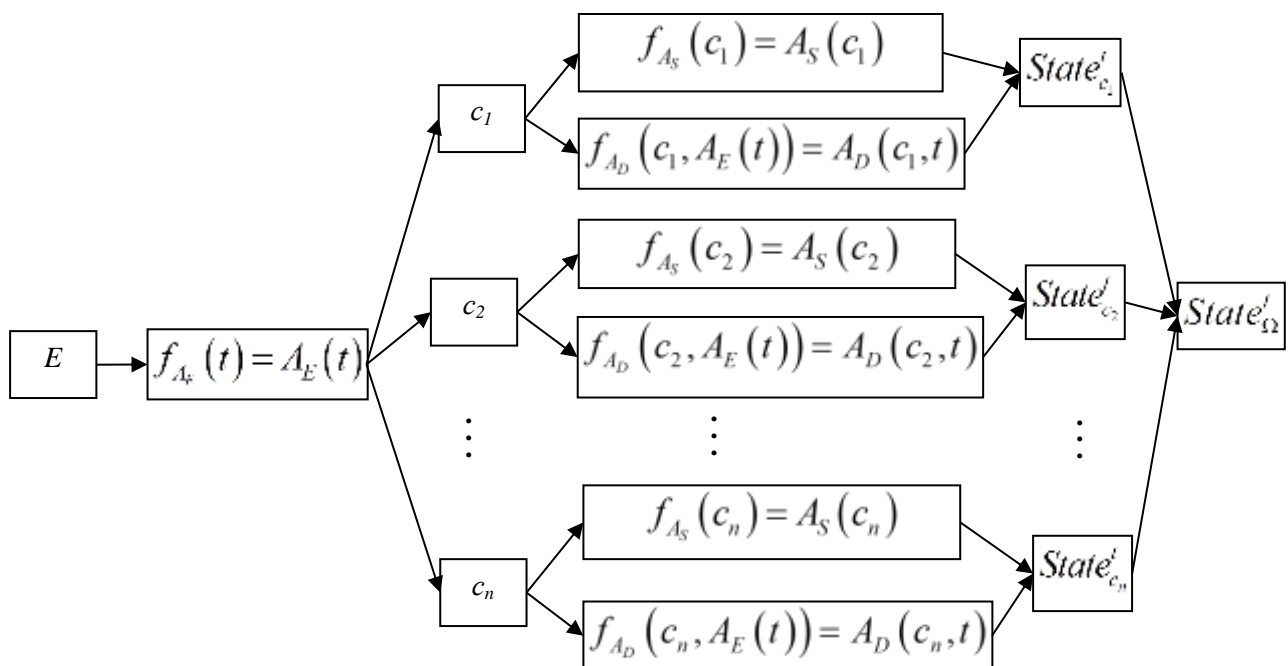 E
f_{A_E}(t) = A_E(t)
c_1
f_{A_S}(c_1) = A_S(c_1)
f_{A_D}(c_1, A_E(t)) = A_D(c_1, t)
State^t_{c_1}
c_2
f_{A_S}(c_2) = A_S(c_2)
f_{A_D}(c_2, A_E(t)) = A_D(c_2, t)
State^t_{c_2}
State^t_Ω
⋮ ⋮ ⋮
c_n
f_{A_S}(c_n) = A_S(c_n)
f_{A_D}(c_n, A_E(t)) = A_D(c_n, t)
State^t_{c_n}